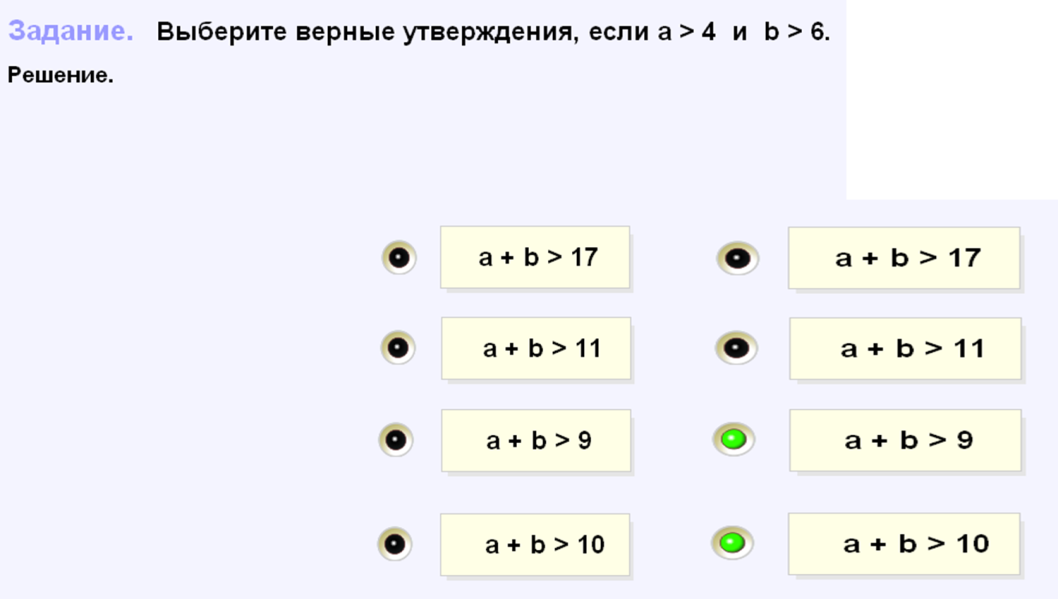 Задание. Выберите верные утверждения, если a > 4 и b > 6.
Решение.
a + b > 17 a + b > 17
a + b > 11 a + b > 11
a + b > 9 a + b > 9
a + b > 10 a + b > 10